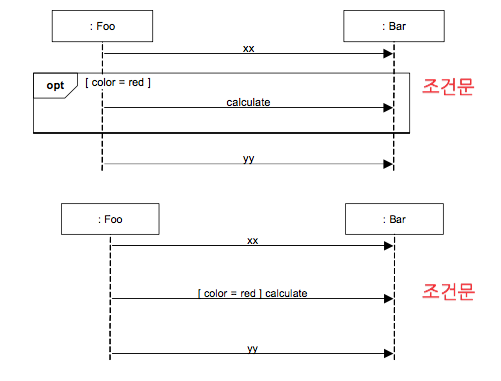 : Foo
: Bar
xx
opt
[ color = red ]
조건문
calculate
yy
: Foo
: Bar
xx
[ color = red ] calculate
조건문
yy